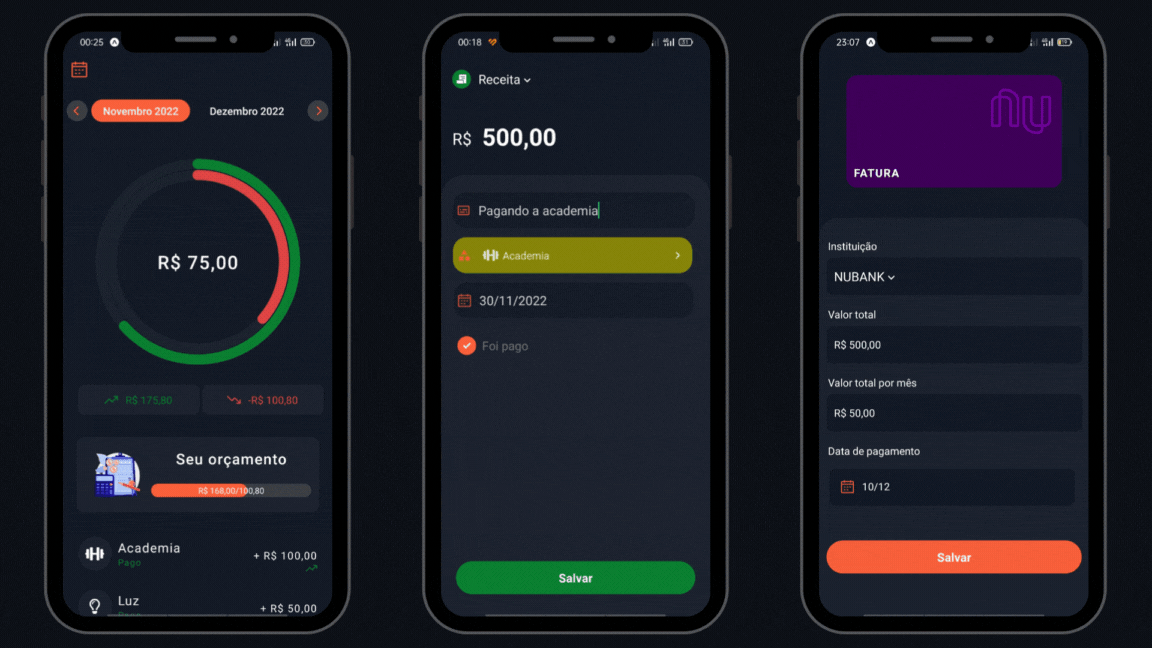 00:25
Novembro 2022
Dezembro 2022
R$ 75,00
R$ 175,80
-R$ 100,80
Seu orçamento
R$ 168,00/100,80
Academia
Pago
+ R$ 100,00
Luz
+ R$ 50,00
00:18
Receita
R$ 500,00
Pagando a academia
Academia
30/11/2022
Foi pago
Salvar
23:07
nu
FATURA
Instituição
NUBANK
Valor total
R$ 500,00
Valor total por mês
R$ 50,00
Data de pagamento
10/12
Salvar